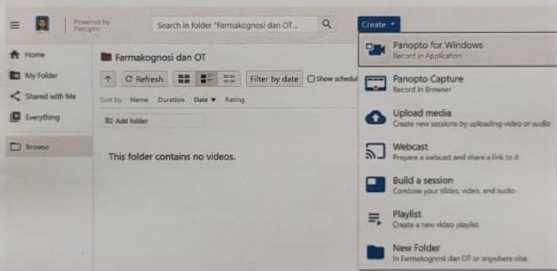 Powered by
Panopto
Search in folder "Farmakognosi dan OT...
Create
Home
My Folder
Shared with Me
Everything
Browse
Farmakognosi dan OT
Refresh
Filter by date
Show schedul
Sort by: Name Duration Date ▼ Rating
Add folder
This folder contains no videos.
Panopto for Windows
Record in Application
Panopto Capture
Record in Browser
Upload media
Create new sessions by uploading video or audio
Webcast
Prepare a webcast and share a link to it
Build a session
Combine your slides, video, and audio
Playlist
Create a new video playlist
New Folder
In Farmakognosi dan OT or anywhere else